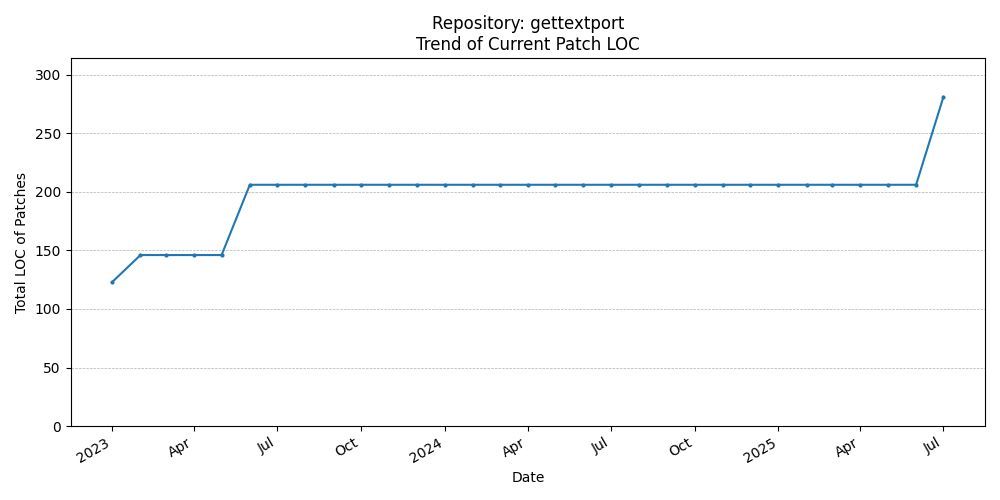 Repository: gettextport
Trend of Current Patch LOC
Total LOC of Patches
300
250
200
150
100
50
0
2023
Apr
Jul
Oct
2024
Apr
Jul
Oct
2025
Apr
Jul
Date